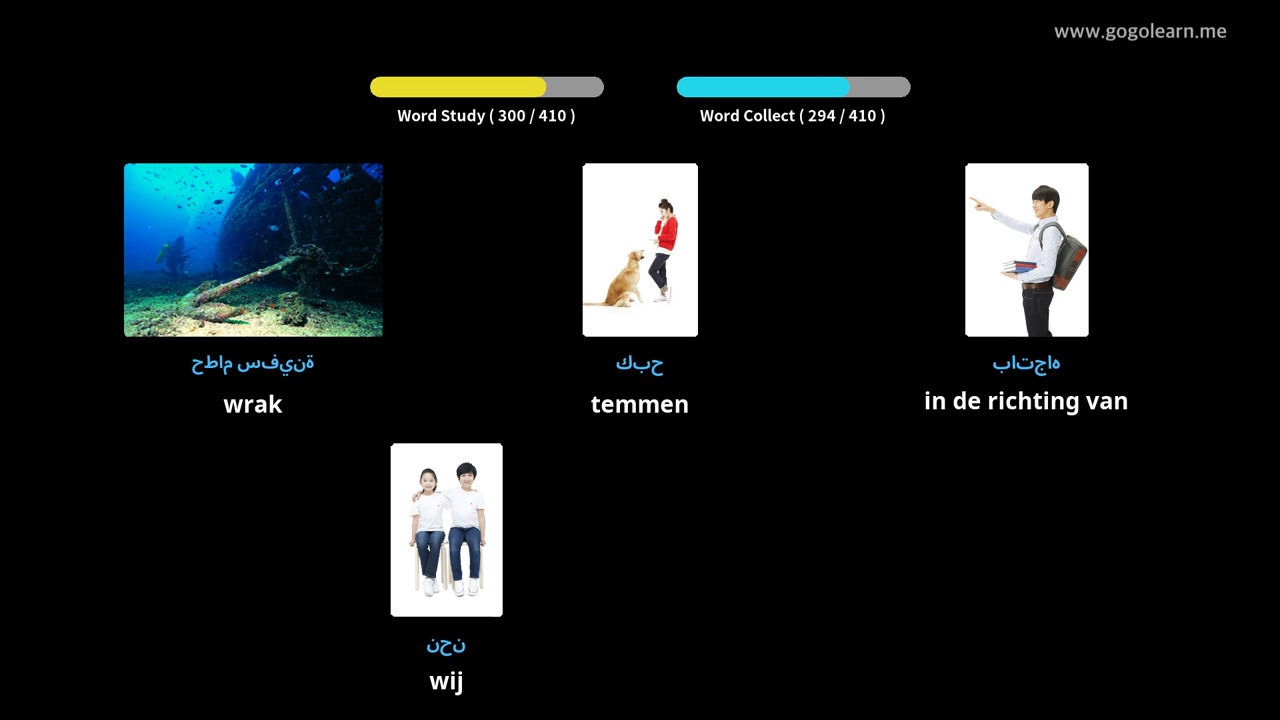 www.gogolearn.me
Word Study ( 300 / 410 )
Word Collect ( 294 / 410 )
حطام سفينة
wrak
كبح
temmen
باتجاه
in de richting van
نحن
wij